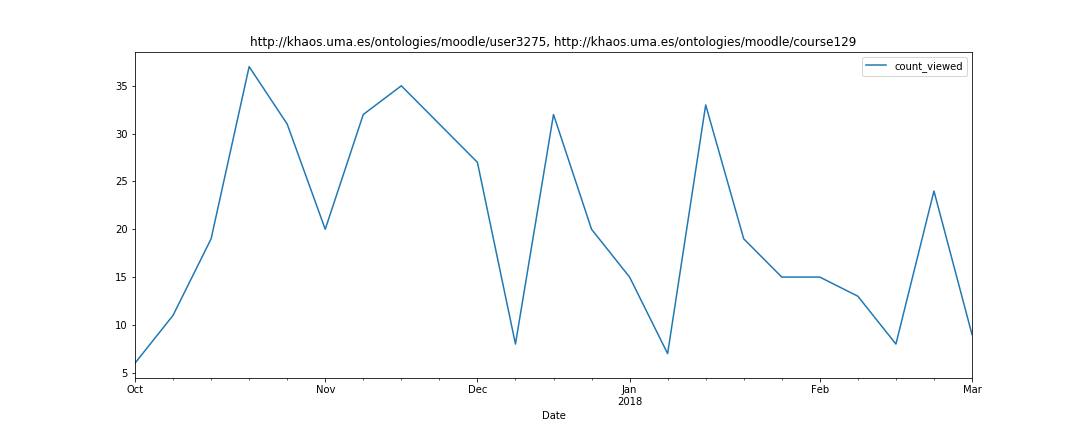 http://khaos.uma.es/ontologies/moodle/user3275, http://khaos.uma.es/ontologies/moodle/course129
count_viewed
35
30
25
20
15
10
5
Oct
Nov
Dec
Jan
2018
Feb
Mar
Date